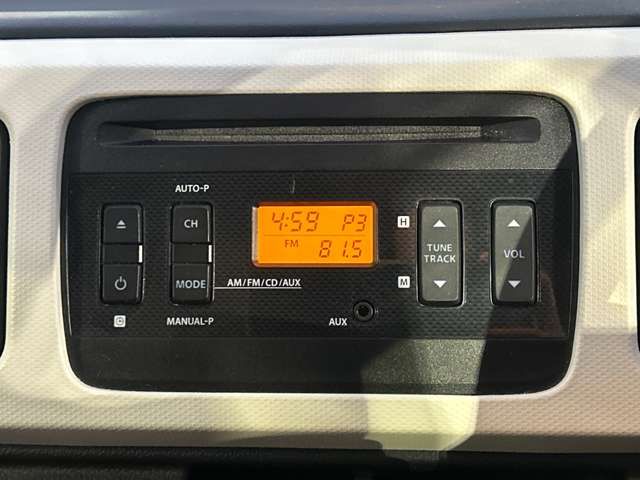 AUTO-P
CH
MODE
MANUAL-P
AM/FM/CD/AUX
4:59 P3
FM 81.5
AUX
H
M
C
TUNE
TRACK
VOL